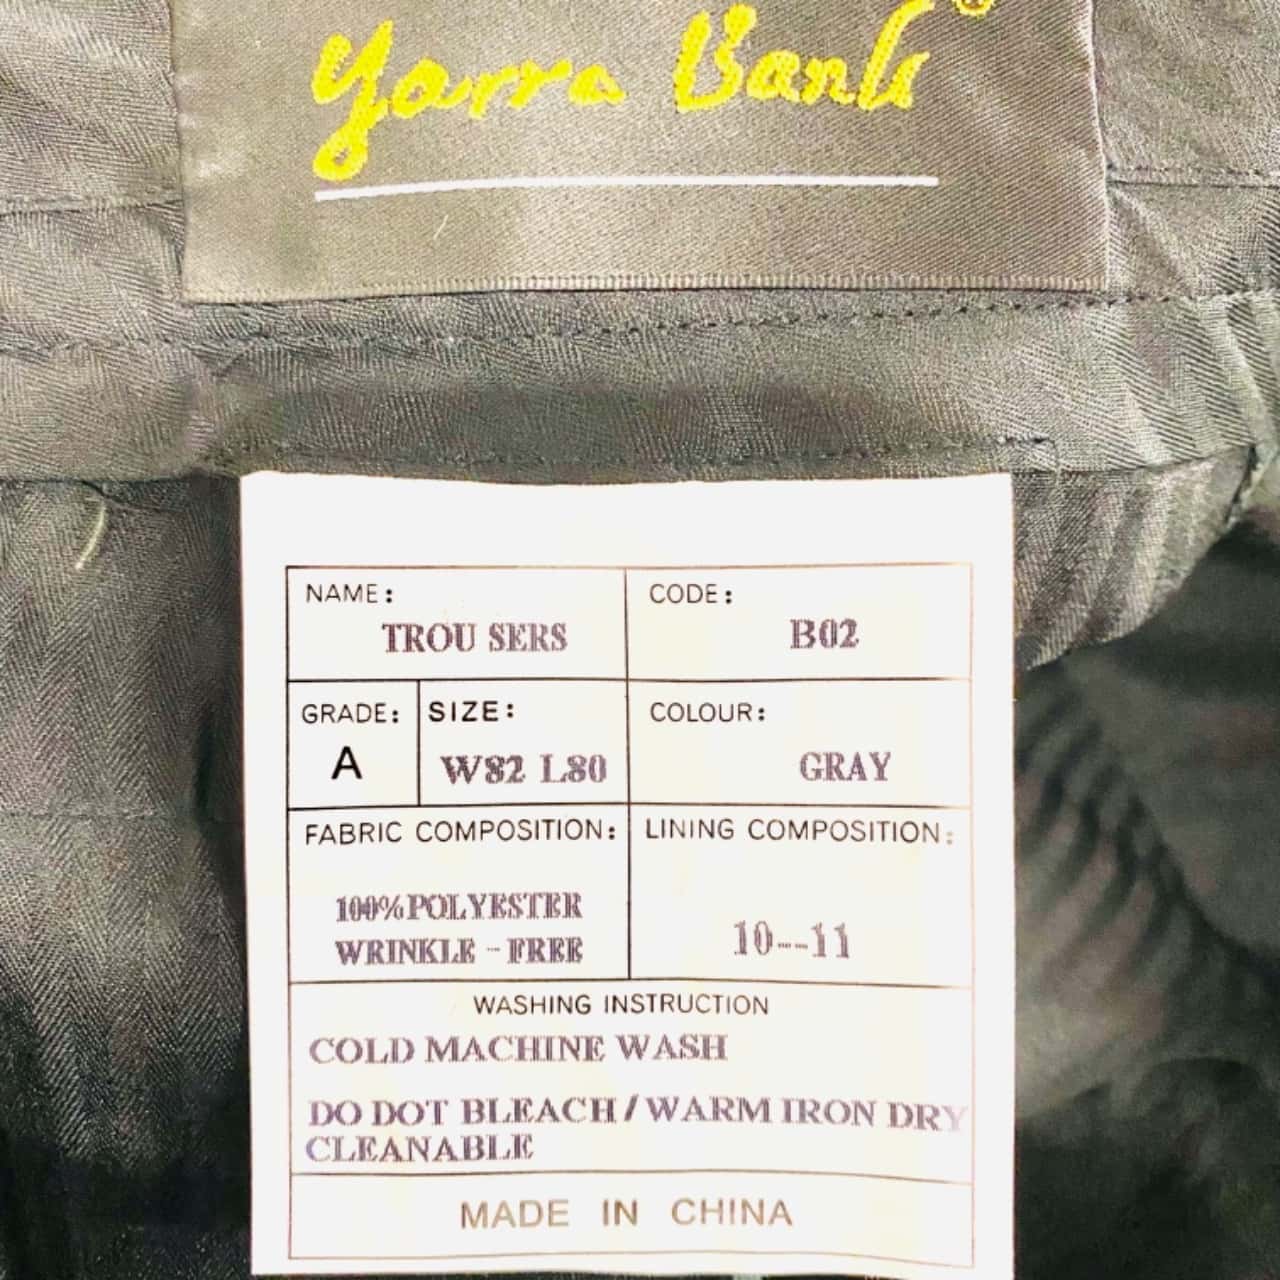 Yarra Bank
NAME:
TROU SERS
CODE:
B02
GRADE:
A
SIZE:
W82 L80
COLOUR:
GRAY
FABRIC COMPOSITION:
100%POLYESTER
WRINKLE-FREE
LINING COMPOSITION:
10--11
WASHING INSTRUCTION
COLD MACHINE WASH
DO DOT BLEACH/WARM IRON DRY
CLEANABLE
MADE IN CHINA